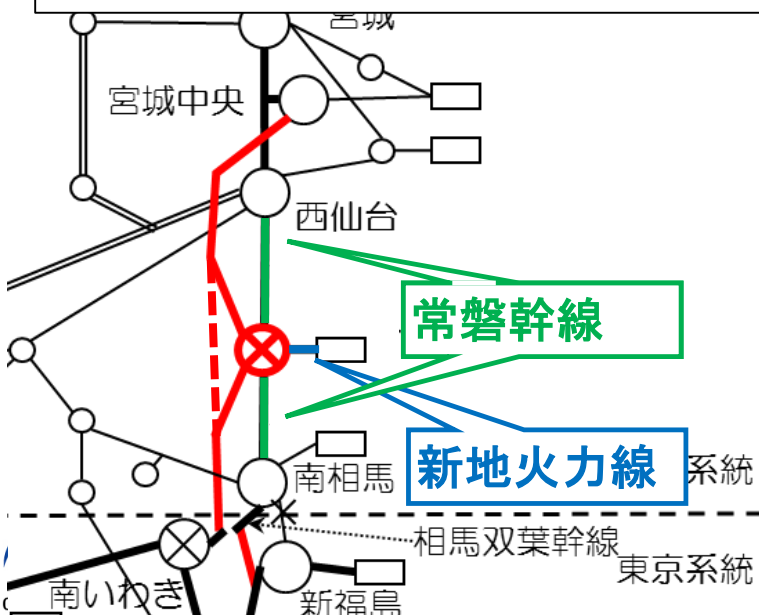 宮城
宮城中央
西仙台
常磐幹線
新地火力線
南相馬
系統
相馬双葉幹線
東京系統
南いわき
新福島